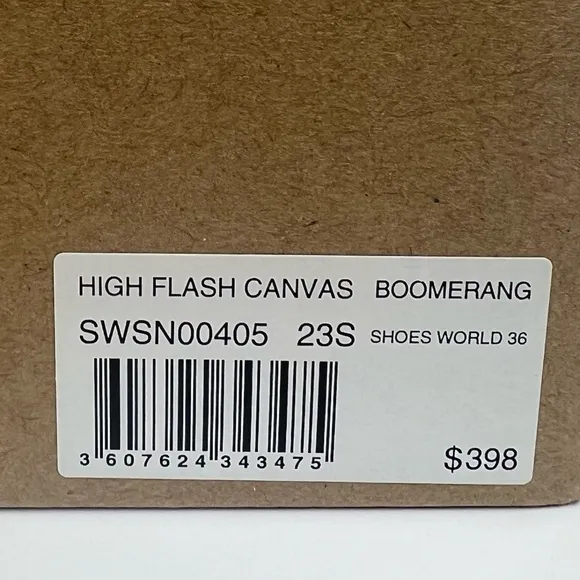 HIGH FLASH CANVAS BOOMERANG
SWSN00405 23S SHOES WORLD 36
3 607624 343475
$398